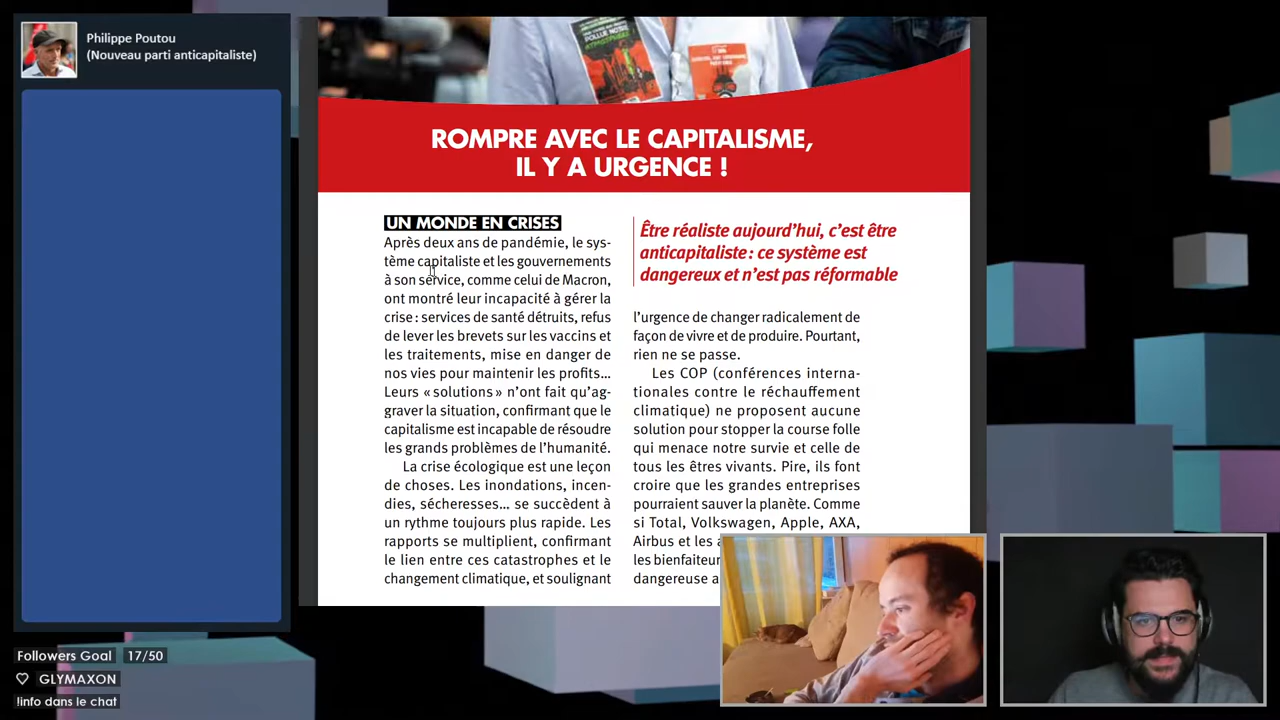 Philippe Poutou
(Nouveau parti anticapitaliste)
POLLUE NOTRE
ROMPRE AVEC LE CAPITALISME,
IL Y A URGENCE !
UN MONDE EN CRISES
Après deux ans de pandémie, le sys-
tème capitaliste et les gouvernements
à son service, comme celui de Macron,
ont montré leur incapacité à gérer la
crise : services de santé détruits, refus
de lever les brevets sur les vaccins et
les traitements, mise en danger de
nos vies pour maintenir les profits...
Leurs « solutions » n'ont fait qu'ag-
graver la situation, confirmant que le
capitalisme est incapable de résoudre
les grands problèmes de l'humanité.
La crise écologique est une leçon
de choses. Les inondations, incen-
dies, sécheresses... se succèdent à
un rythme toujours plus rapide. Les
rapports se multiplient, confirmant
le lien entre ces catastrophes et le
changement climatique, et soulignant
Être réaliste aujourd'hui, c'est être
anticapitaliste : ce système est
dangereux et n'est pas réformable
l'urgence de changer radicalement de
façon de vivre et de produire. Pourtant,
rien ne se passe.
Les COP (conférences interna-
tionales contre le réchauffement
climatique) ne proposent aucune
solution pour stopper la course folle
qui menace notre survie et celle de
tous les êtres vivants. Pire, ils font
croire que les grandes entreprises
pourraient sauver la planète. Comme
si Total, Volkswagen, Apple, AXA,
Airbus et les a
les bienfaiteur
dangereuse a
Followers Goal 17/50
GLYMAXON
!info dans le chat